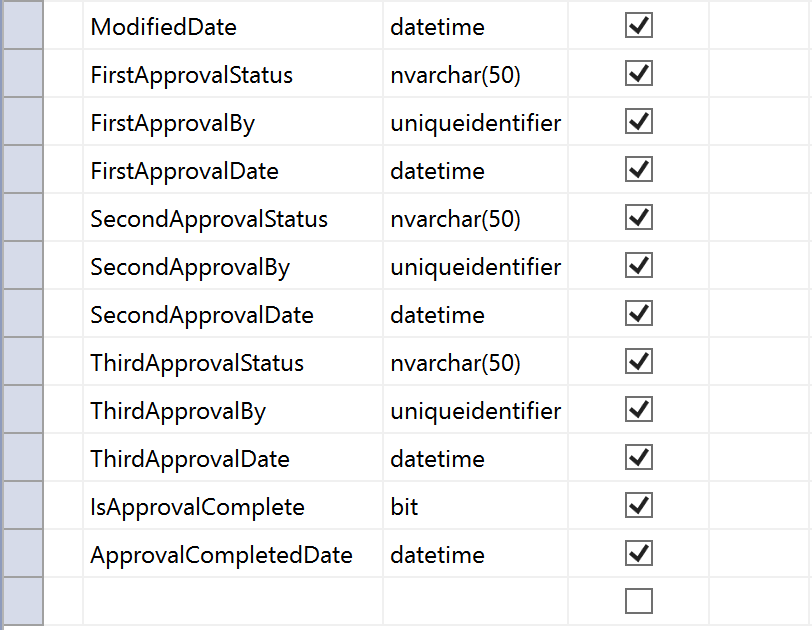 ModifiedDate datetime
FirstApprovalStatus nvarchar(50)
FirstApprovalBy uniqueidentifier
FirstApprovalDate datetime
SecondApprovalStatus nvarchar(50)
SecondApprovalBy uniqueidentifier
SecondApprovalDate datetime
ThirdApprovalStatus nvarchar(50)
ThirdApprovalBy uniqueidentifier
ThirdApprovalDate datetime
IsApprovalComplete bit
ApprovalCompletedDate datetime